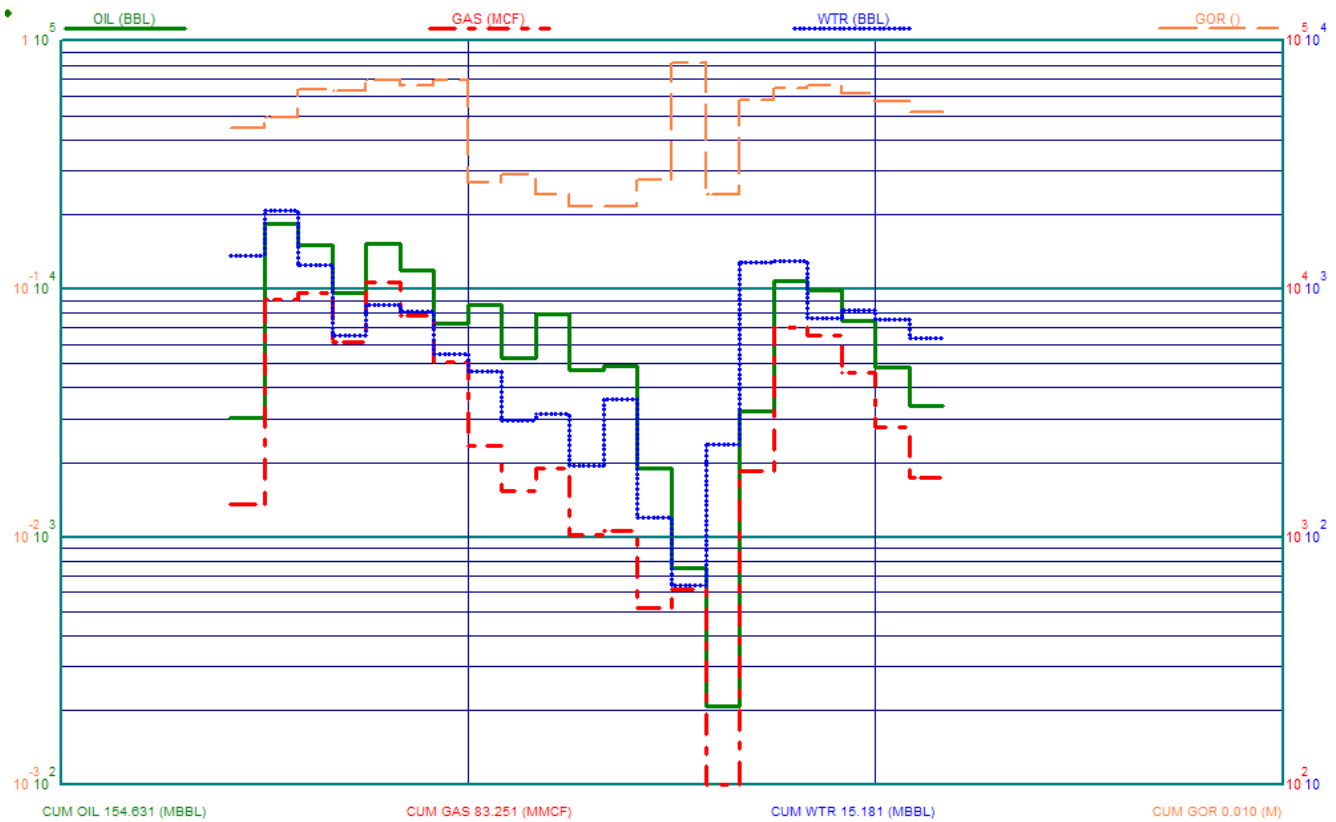 OIL (BBL) GAS (MCF) WTR (BBL) GOR ()
1 10^5 10^5 10^4
10^-1 10^4 10^4 10^3
10^-2 10^3 10^3 10^2
10^-3 10^2 10^2 10
CUM OIL 154.631 (MBBL) CUM GAS 83.251 (MMCF) CUM WTR 15.181 (MBBL) CUM GOR 0.010 (M)